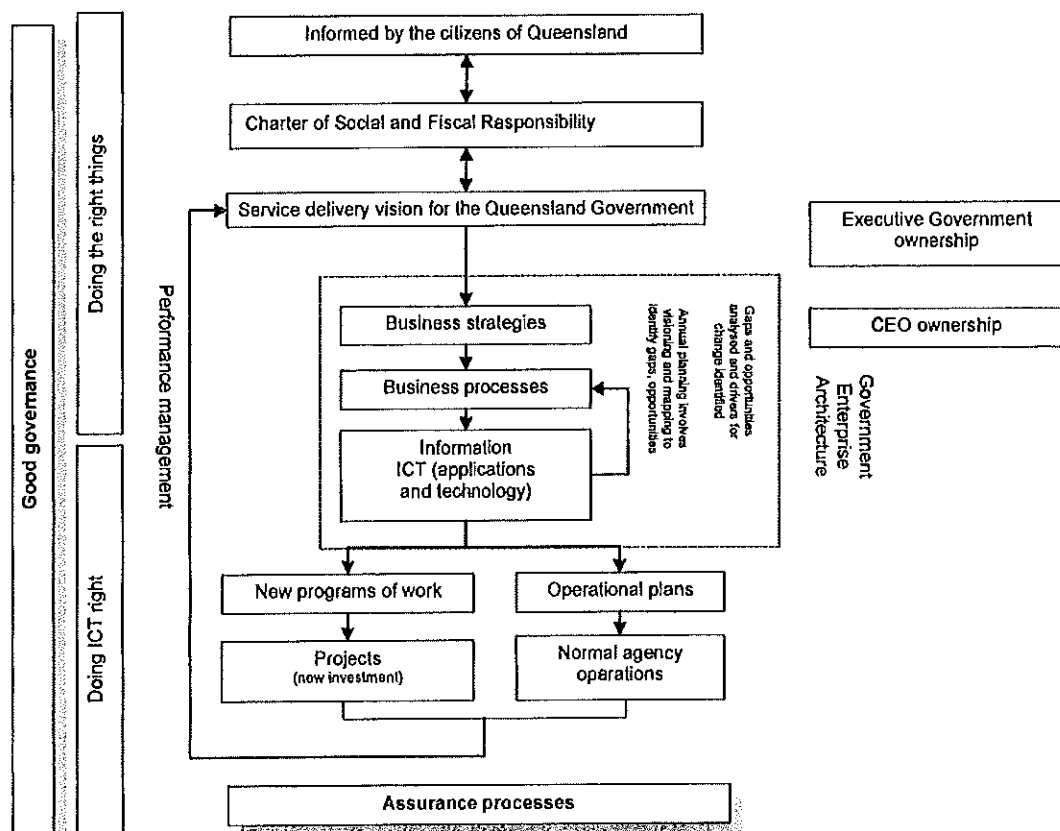 Informed by the citizens of Queensland
Charter of Social and Fiscal Responsibility
Service delivery vision for the Queensland Government
Executive Government
ownership
CEO ownership
Government
Enterprise
Architecture
Good governance
Doing the right things
Doing ICT right
Performance management
Business strategies
Business processes
Information
ICT (applications
and technology)
Annual planning involves
visioning and mapping to
identify gaps, opportunities
Gaps and opportunities
analysed and drivers for
change identified
New programs of work
Operational plans
Projects
(now investment)
Normal agency
oparations
Assurance processes